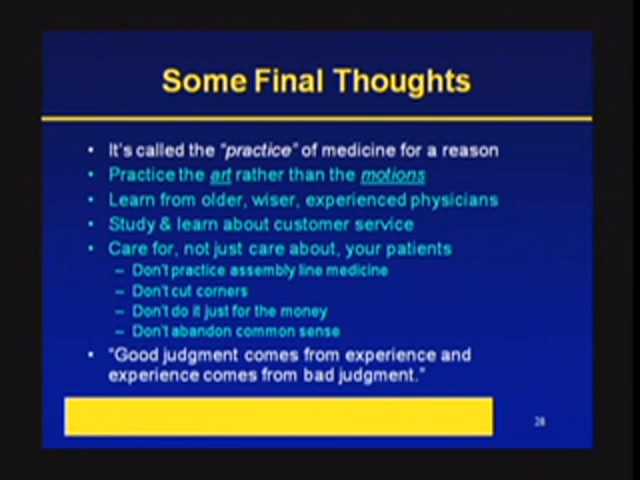 Some Final Thoughts
• It's called the "practice" of medicine for a reason
• Practice the art rather than the motions
• Learn from older, wiser, experienced physicians
• Study & learn about customer service
• Care for, not just care about, your patients
– Don't practice assembly line medicine
– Don't cut corners
– Don't do it just for the money
– Don't abandon common sense
• "Good judgment comes from experience and
experience comes from bad judgment."
28